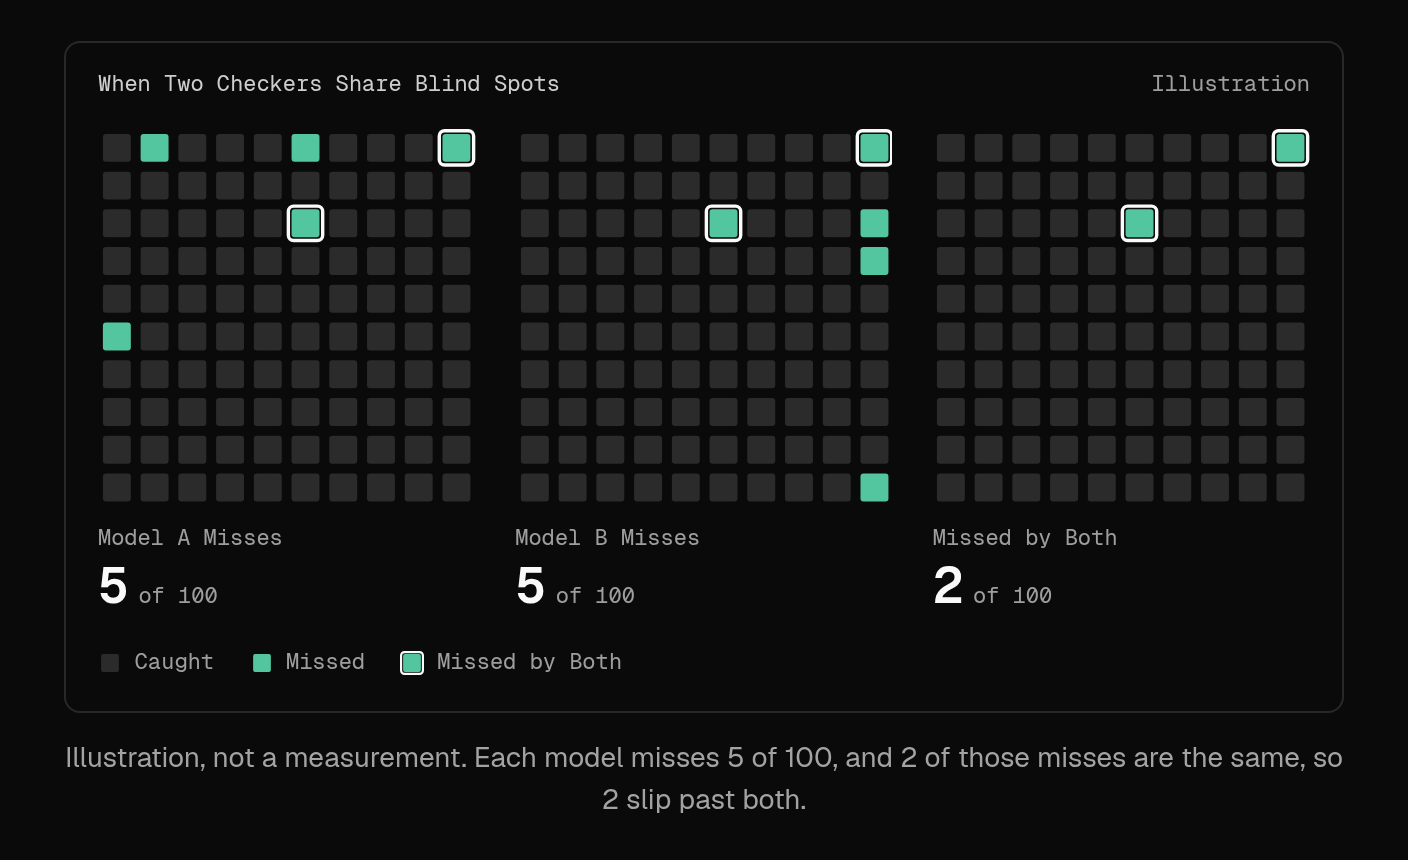 When Two Checkers Share Blind Spots
Illustration
Model A Misses
5 of 100
Model B Misses
5 of 100
Missed by Both
2 of 100
Caught
Missed
Missed by Both
Illustration, not a measurement. Each model misses 5 of 100, and 2 of those misses are the same, so
2 slip past both.